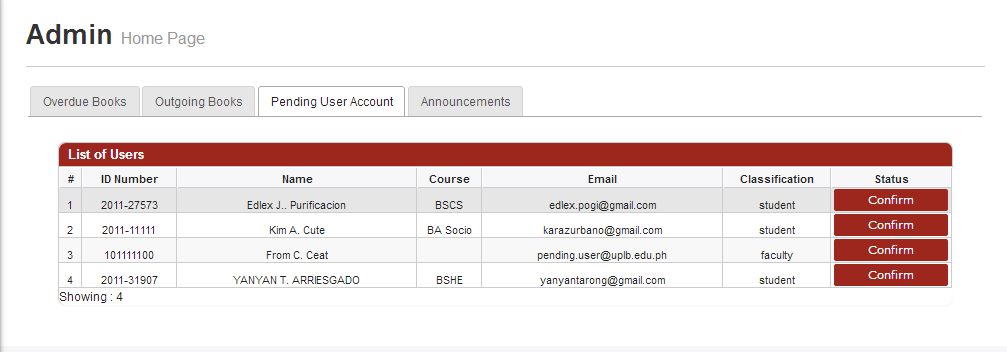 Admin Home Page
Overdue Books Outgoing Books Pending User Account Announcements
List of Users
# ID Number Name Course Email Classification Status
1 2011-27573 Edlex J.. Purificacion BSCS edlex.pogi@gmail.com student Confirm
2 2011-11111 Kim A. Cute BA Socio karazurbano@gmail.com student Confirm
3 101111100 From C. Ceat pending.user@uplb.edu.ph faculty Confirm
4 2011-31907 YANYAN T. ARRIESGADO BSHE yanyantarong@gmail.com student Confirm
Showing : 4